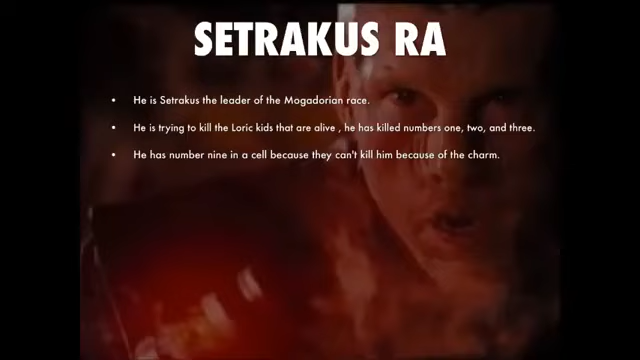 SETRAKUS RA
• He is Setrakus the leader of the Mogadorian race.
• He is trying to kill the Loric kids that are alive , he has killed numbers one, two, and three.
• He has number nine in a cell because they can't kill him because of the charm.